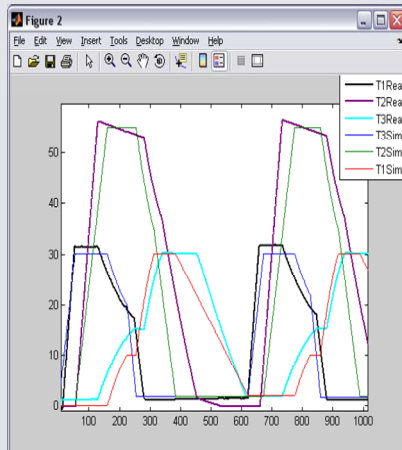 Figure 2
File Edit View Insert Tools Desktop Window Help
T1Rea
T2Rea
T3Rea
T3Sim
T2Sim
T1Sim
50
40
30
20
10
0
100 200 300 400 500 600 700 800 900 1000